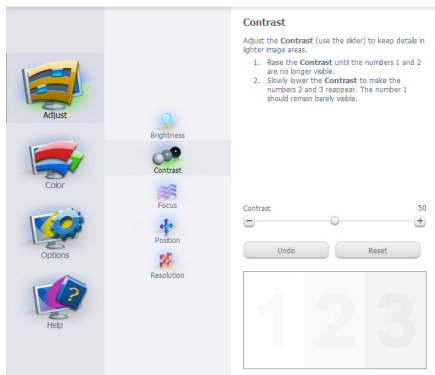 Contrast
Adjust the Contrast (use the slider) to keep details in
lighter image areas.
1. Raise the Contrast until the numbers 1 and 2
are no longer visible.
2. Slowly lower the Contrast to make the
numbers 2 and 3 reappear. The number 1
should remain barely visible.
Adjust
Color
Options
Help
Brightness
Contrast
Focus
Position
Resolution
Contrast 50
− +
Undo Reset
1 2 3